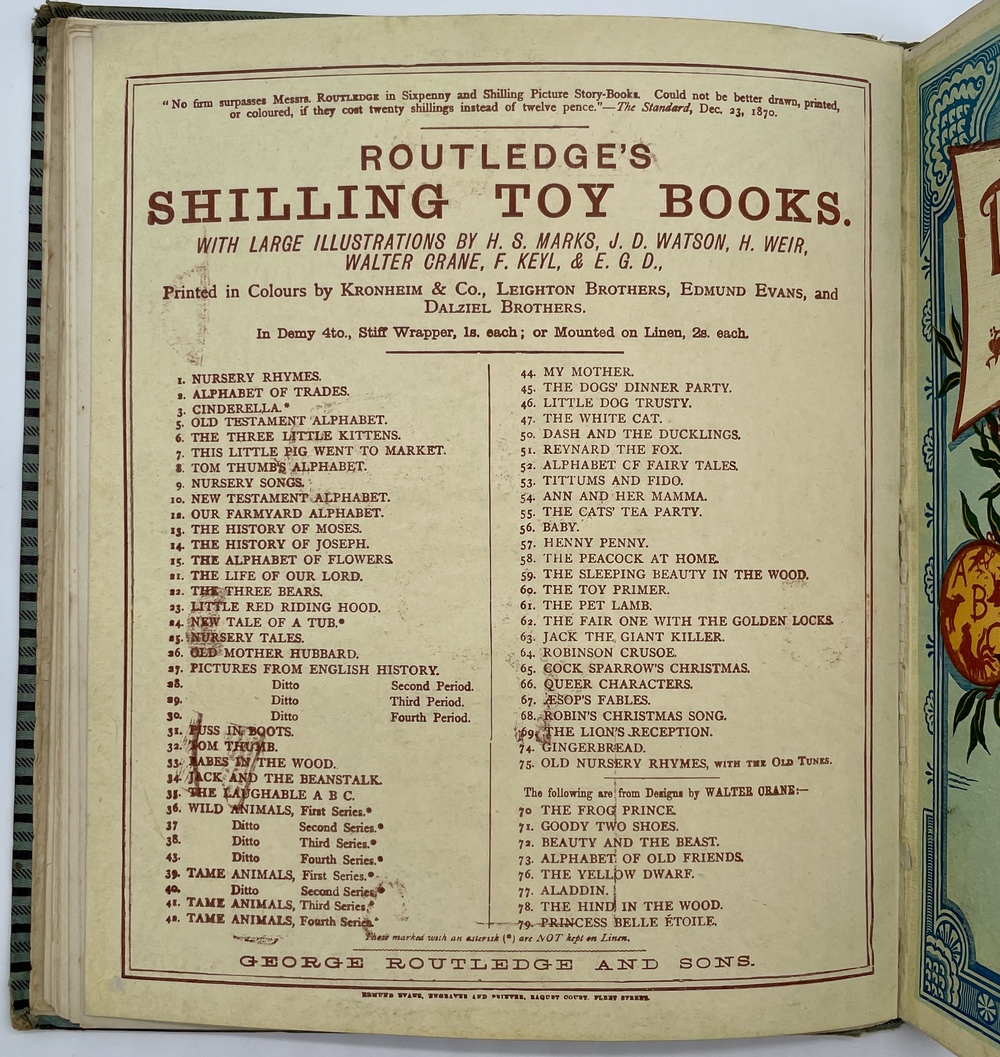 "No firm surpasses Messrs. ROUTLEDGE in Sixpenny and Shilling Picture Story-Books. Could not be better drawn, printed,
or coloured, if they cost twenty shillings instead of twelve pence."—The Standard, Dec. 23, 1870.
ROUTLEDGE'S
SHILLING TOY BOOKS.
WITH LARGE ILLUSTRATIONS BY H. S. MARKS, J. D. WATSON, H. WEIR,
WALTER CRANE, F. KEYL, & E. G. D.,
Printed in Colours by KRONHEIM & Co., LEIGHTON BROTHERS, EDMUND EVANS, and
DALZIEL BROTHERS.
In Demy 4to., Stiff Wrapper, 1s. each; or Mounted on Linen, 2s. each.
1. NURSERY RHYMES.
2. ALPHABET OF TRADES.
3. CINDERELLA.*
5. OLD TESTAMENT ALPHABET.
6. THE THREE LITTLE KITTENS.
7. THIS LITTLE PIG WENT TO MARKET.
8. TOM THUMB'S ALPHABET.
9. NURSERY SONGS.
10. NEW TESTAMENT ALPHABET.
12. OUR FARMYARD ALPHABET.
13. THE HISTORY OF MOSES.
14. THE HISTORY OF JOSEPH.
15. THE ALPHABET OF FLOWERS.
21. THE LIFE OF OUR LORD.
22. THE THREE BEARS.
23. LITTLE RED RIDING HOOD.
24. NEW TALE OF A TUB.*
25. NURSERY TALES.
26. OLD MOTHER HUBBARD.
27. PICTURES FROM ENGLISH HISTORY.
28. Ditto Second Period.
29. Ditto Third Period.
30. Ditto Fourth Period.
31. PUSS IN BOOTS.
32. TOM THUMB.
33. BABES IN THE WOOD.
34. JACK AND THE BEANSTALK.
35. THE LAUGHABLE A B C.
36. WILD ANIMALS, First Series.*
37 Ditto Second Series.*
38. Ditto Third Series.*
43. Ditto Fourth Series.*
39. TAME ANIMALS, First Series.*
40. Ditto Second Series.*
41. TAME ANIMALS, Third Series.*
42. TAME ANIMALS, Fourth Series.*
44. MY MOTHER.
45. THE DOGS' DINNER PARTY.
46. LITTLE DOG TRUSTY.
47. THE WHITE CAT.
50. DASH AND THE DUCKLINGS.
51. REYNARD THE FOX.
52. ALPHABET OF FAIRY TALES.
53. TITTUMS AND FIDO.
54. ANN AND HER MAMMA.
55. THE CATS' TEA PARTY.
56. BABY.
57. HENNY PENNY.
58. THE PEACOCK AT HOME.
59. THE SLEEPING BEAUTY IN THE WOOD.
60. THE TOY PRIMER.
61. THE PET LAMB.
62. THE FAIR ONE WITH THE GOLDEN LOCKS.
63. JACK THE GIANT KILLER.
64. ROBINSON CRUSOE.
65. COCK SPARROW'S CHRISTMAS.
66. QUEER CHARACTERS.
67. ÆSOP'S FABLES.
68. ROBIN'S CHRISTMAS SONG.
69. THE LION'S RECEPTION.
74. GINGERBREAD.
75. OLD NURSERY RHYMES, WITH THE OLD TUNES.
The following are from Designs by WALTER CRANE:—
70 THE FROG PRINCE.
71. GOODY TWO SHOES.
72. BEAUTY AND THE BEAST.
73. ALPHABET OF OLD FRIENDS.
76. THE YELLOW DWARF.
77. ALADDIN.
78. THE HIND IN THE WOOD.
79. PRINCESS BELLE ÉTOILE.
These marked with an asterisk (*) are NOT kept on Linen.
GEORGE ROUTLEDGE AND SONS.
EDMUND EVANS, ENGRAVER AND PRINTER, RAQUET COURT, FLEET STREET.
A
B